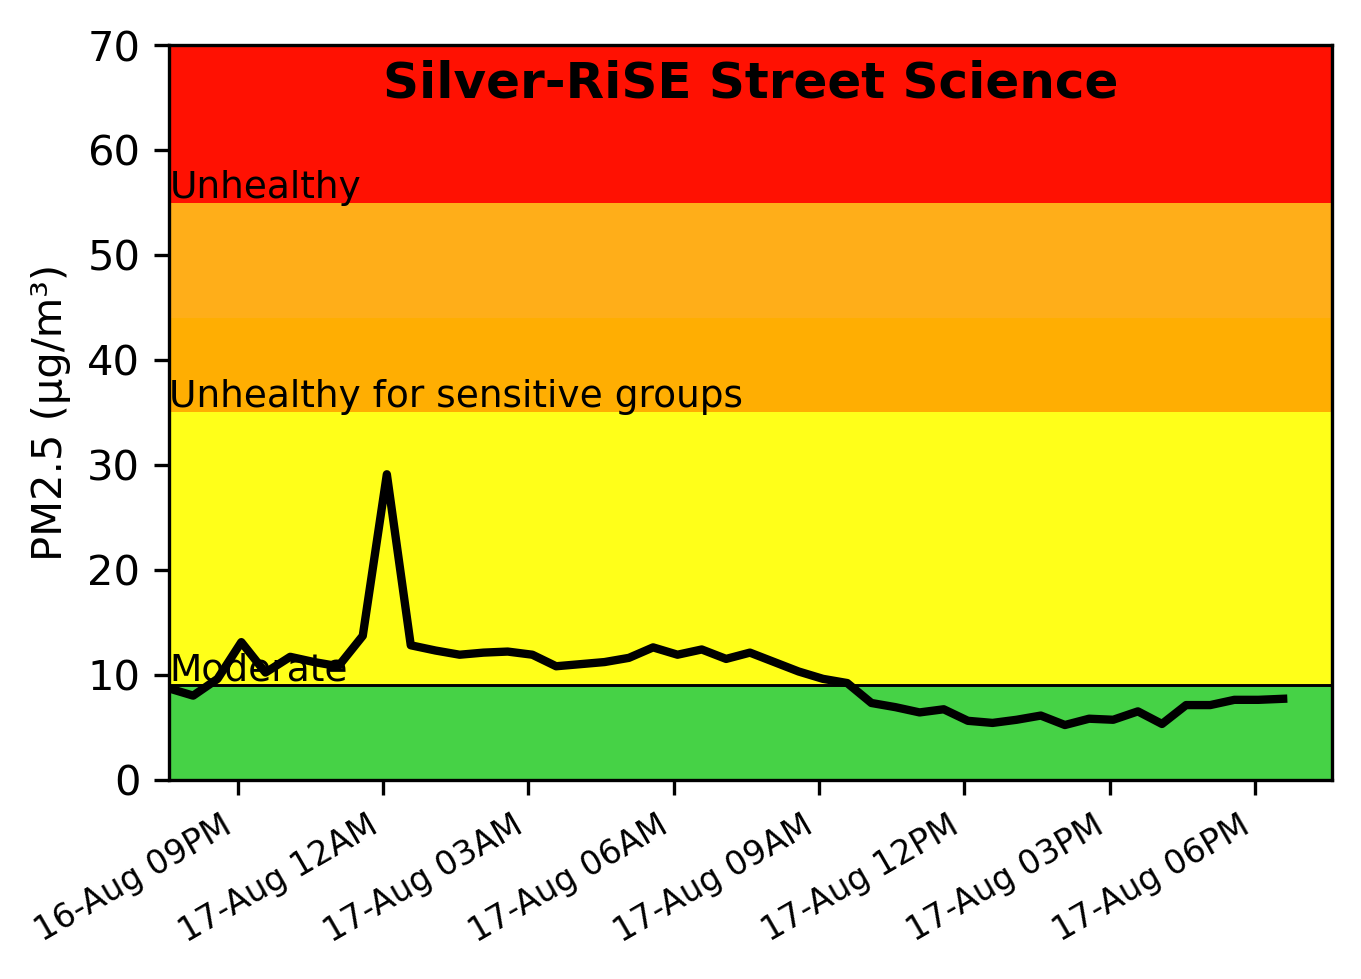 Silver-RiSE Street Science
70
60
50
40
30
20
10
0
PM2.5 (µg/m³)
Unhealthy
Unhealthy for sensitive groups
Moderate
16-Aug 09PM
17-Aug 12AM
17-Aug 03AM
17-Aug 06AM
17-Aug 09AM
17-Aug 12PM
17-Aug 03PM
17-Aug 06PM